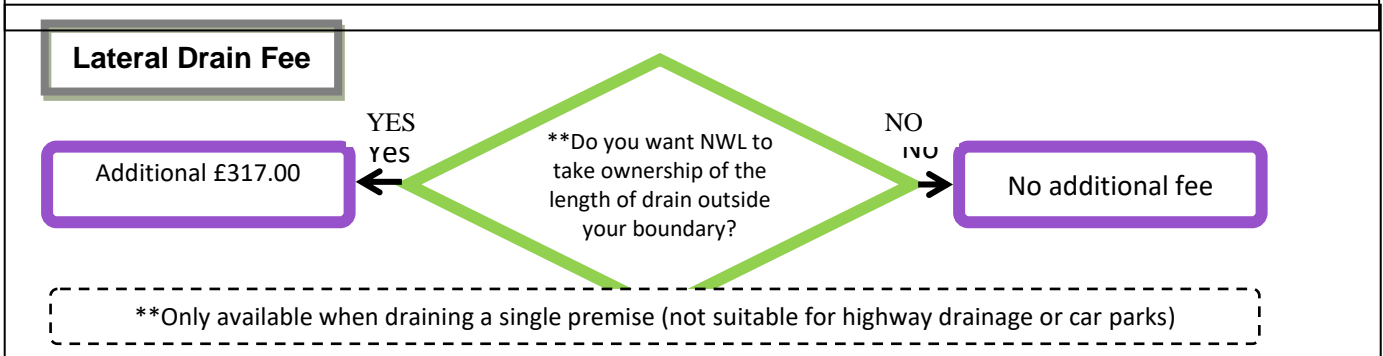 Lateral Drain Fee
YES
Yes
**Do you want NWL to
take ownership of the
length of drain outside
your boundary?
NO
No
Additional £317.00
No additional fee
**Only available when draining a single premise (not suitable for highway drainage or car parks)